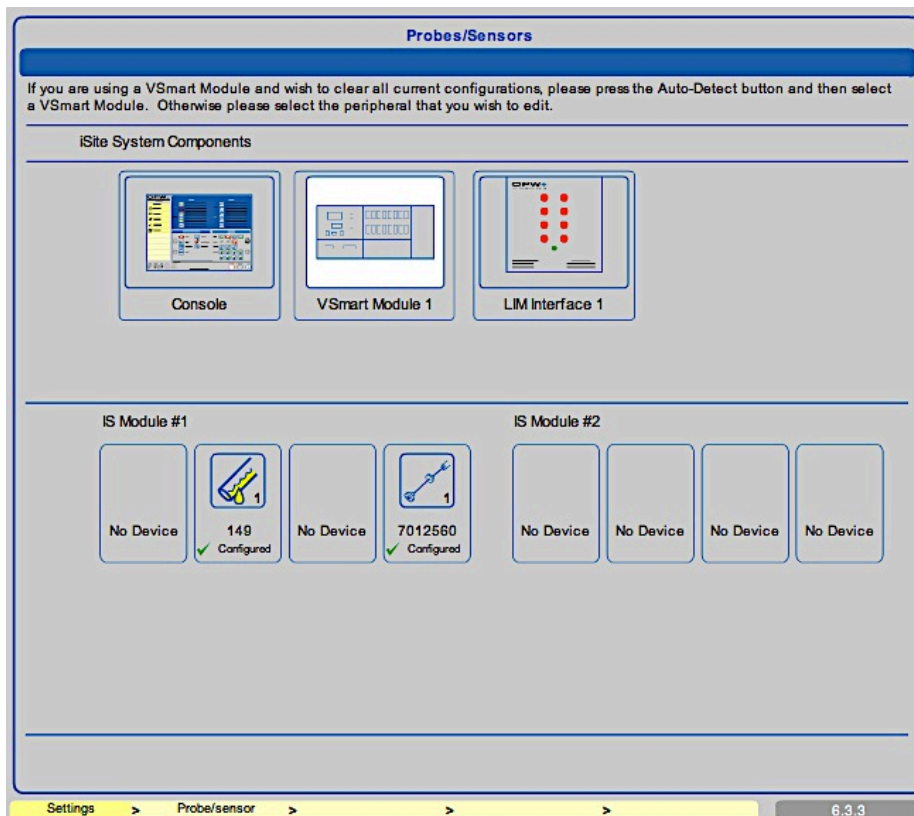 Probes/Sensors
If you are using a VSmart Module and wish to clear all current configurations, please press the Auto-Detect button and then select
a VSmart Module. Otherwise please select the peripheral that you wish to edit.
iSite System Components
OPW
Console
VSmart Module 1
LIM Interface 1
IS Module #1
IS Module #2
No Device
1
149
Configured
No Device
1
7012560
Configured
No Device
No Device
No Device
No Device
Settings > Probe/sensor > > >
6.3.3